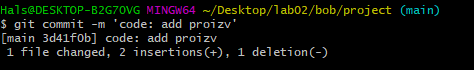 Hals@DESKTOP-B2G7OVG MINGW64 ~/Desktop/lab02/bob/project (main)
$ git commit -m 'code: add proizv'
[main 3d41f0b] code: add proizv
 1 file changed, 2 insertions(+), 1 deletion(-)